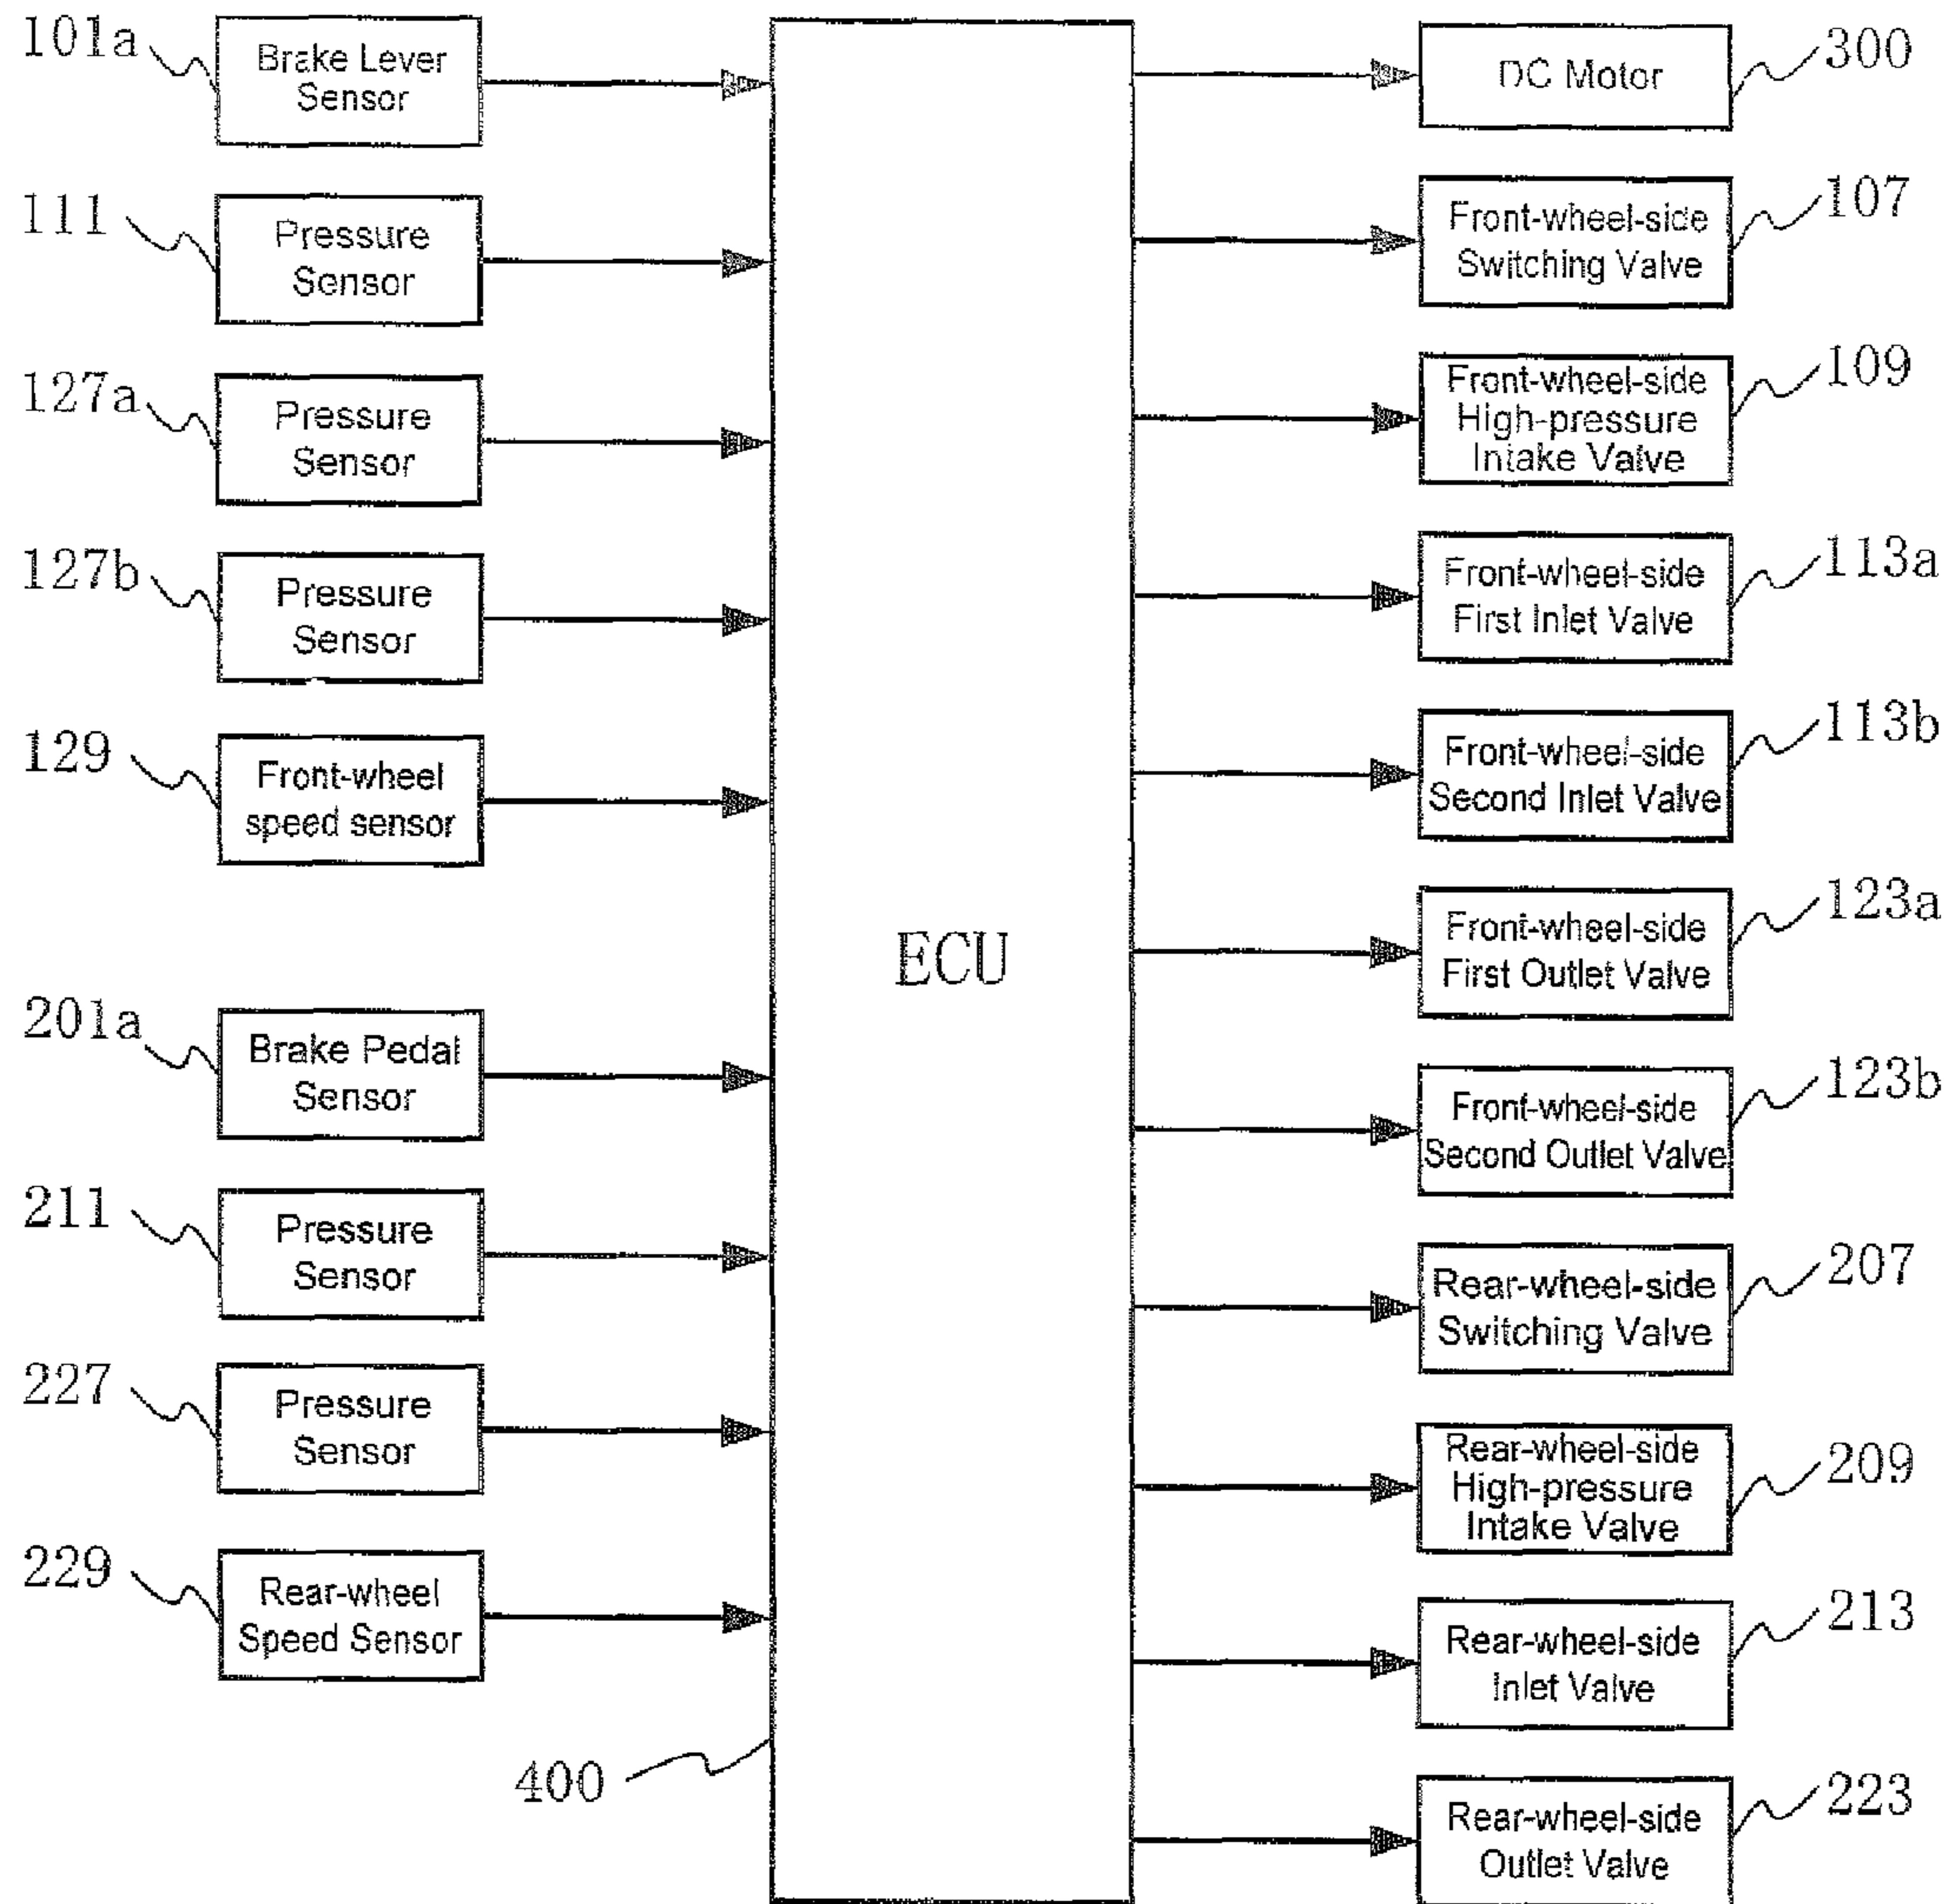 101a
Brake Lever
Sensor
111
Pressure
Sensor
127a
Pressure
Sensor
127b
Pressure
Sensor
129
Front-wheel
speed sensor
201a
Brake Pedal
Sensor
211
Pressure
Sensor
227
Pressure
Sensor
229
Rear-wheel
Speed Sensor
ECU
400
DC Motor
300
Front-wheel-side
Switching Valve
107
Front-wheel-side
High-pressure
Intake Valve
109
Front-wheel-side
First Inlet Valve
113a
Front-wheel-side
Second Inlet Valve
113b
Front-wheel-side
First Outlet Valve
123a
Front-wheel-side
Second Outlet Valve
123b
Rear-wheel-side
Switching Valve
207
Rear-wheel-side
High-pressure
Intake Valve
209
Rear-wheel-side
Inlet Valve
213
Rear-wheel-side
Outlet Valve
223